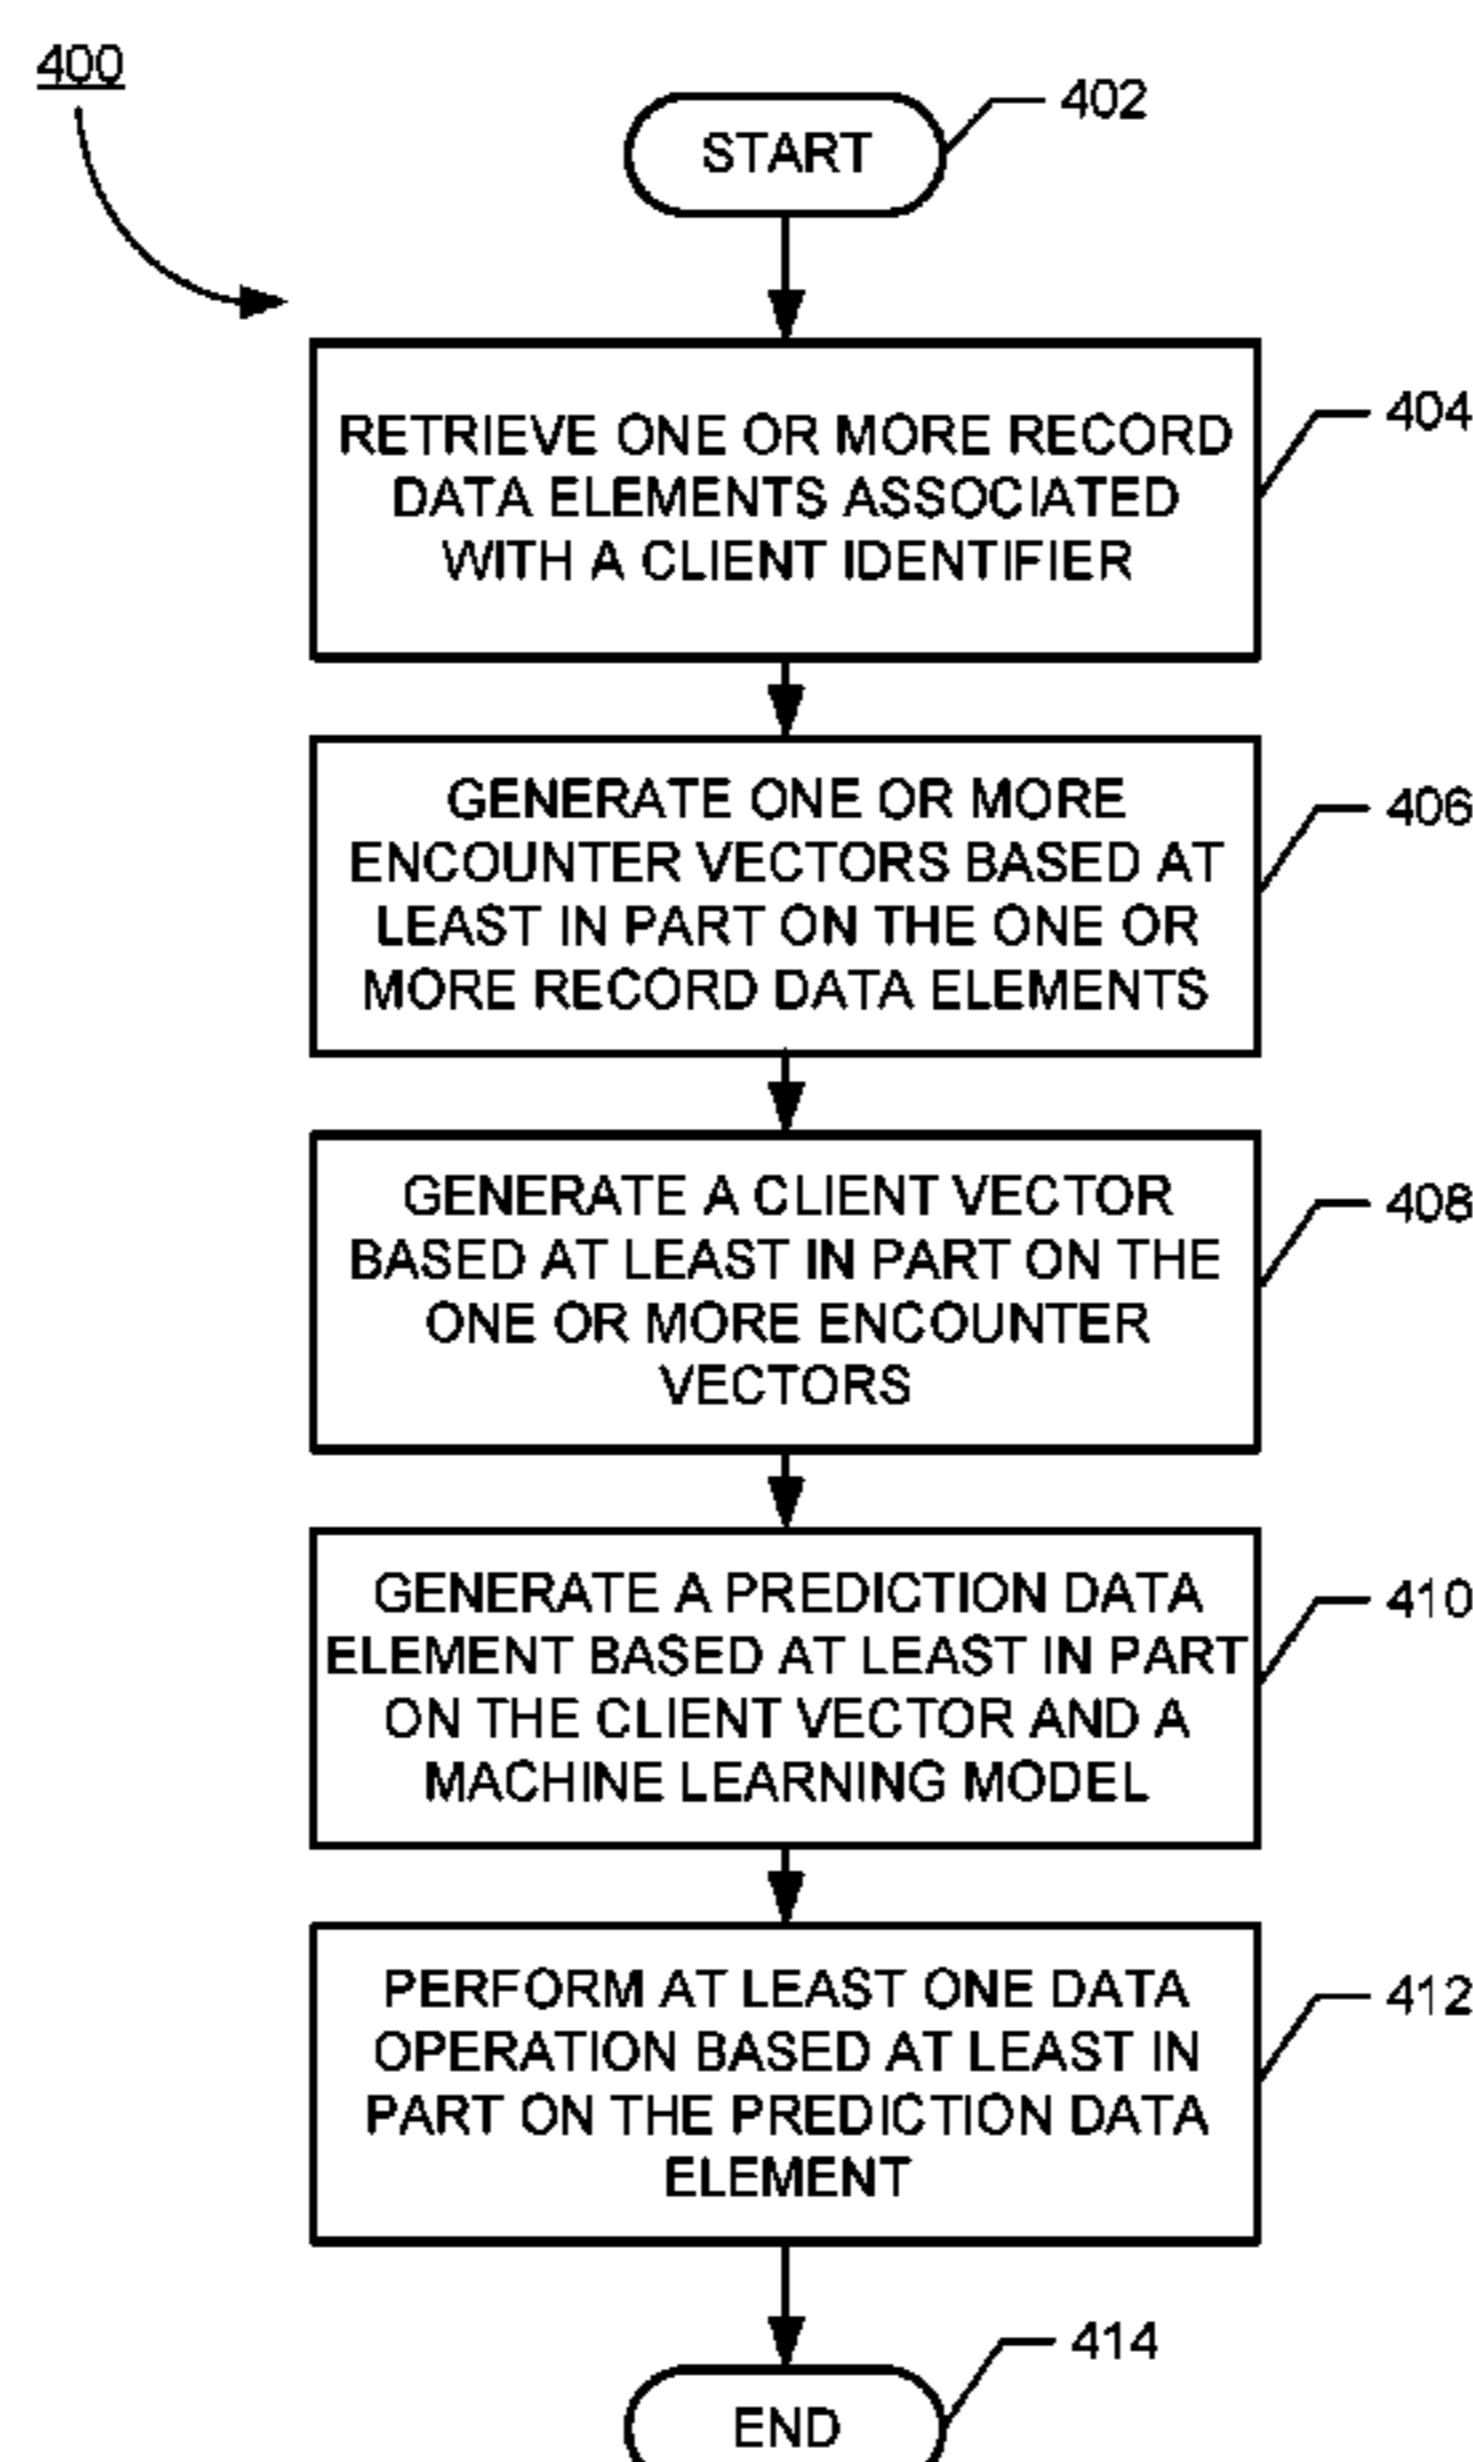 400
402
START
404
RETRIEVE ONE OR MORE RECORD
DATA ELEMENTS ASSOCIATED
WITH A CLIENT IDENTIFIER
406
GENERATE ONE OR MORE
ENCOUNTER VECTORS BASED AT
LEAST IN PART ON THE ONE OR
MORE RECORD DATA ELEMENTS
408
GENERATE A CLIENT VECTOR
BASED AT LEAST IN PART ON THE
ONE OR MORE ENCOUNTER
VECTORS
410
GENERATE A PREDICTION DATA
ELEMENT BASED AT LEAST IN PART
ON THE CLIENT VECTOR AND A
MACHINE LEARNING MODEL
412
PERFORM AT LEAST ONE DATA
OPERATION BASED AT LEAST IN
PART ON THE PREDICTION DATA
ELEMENT
414
END